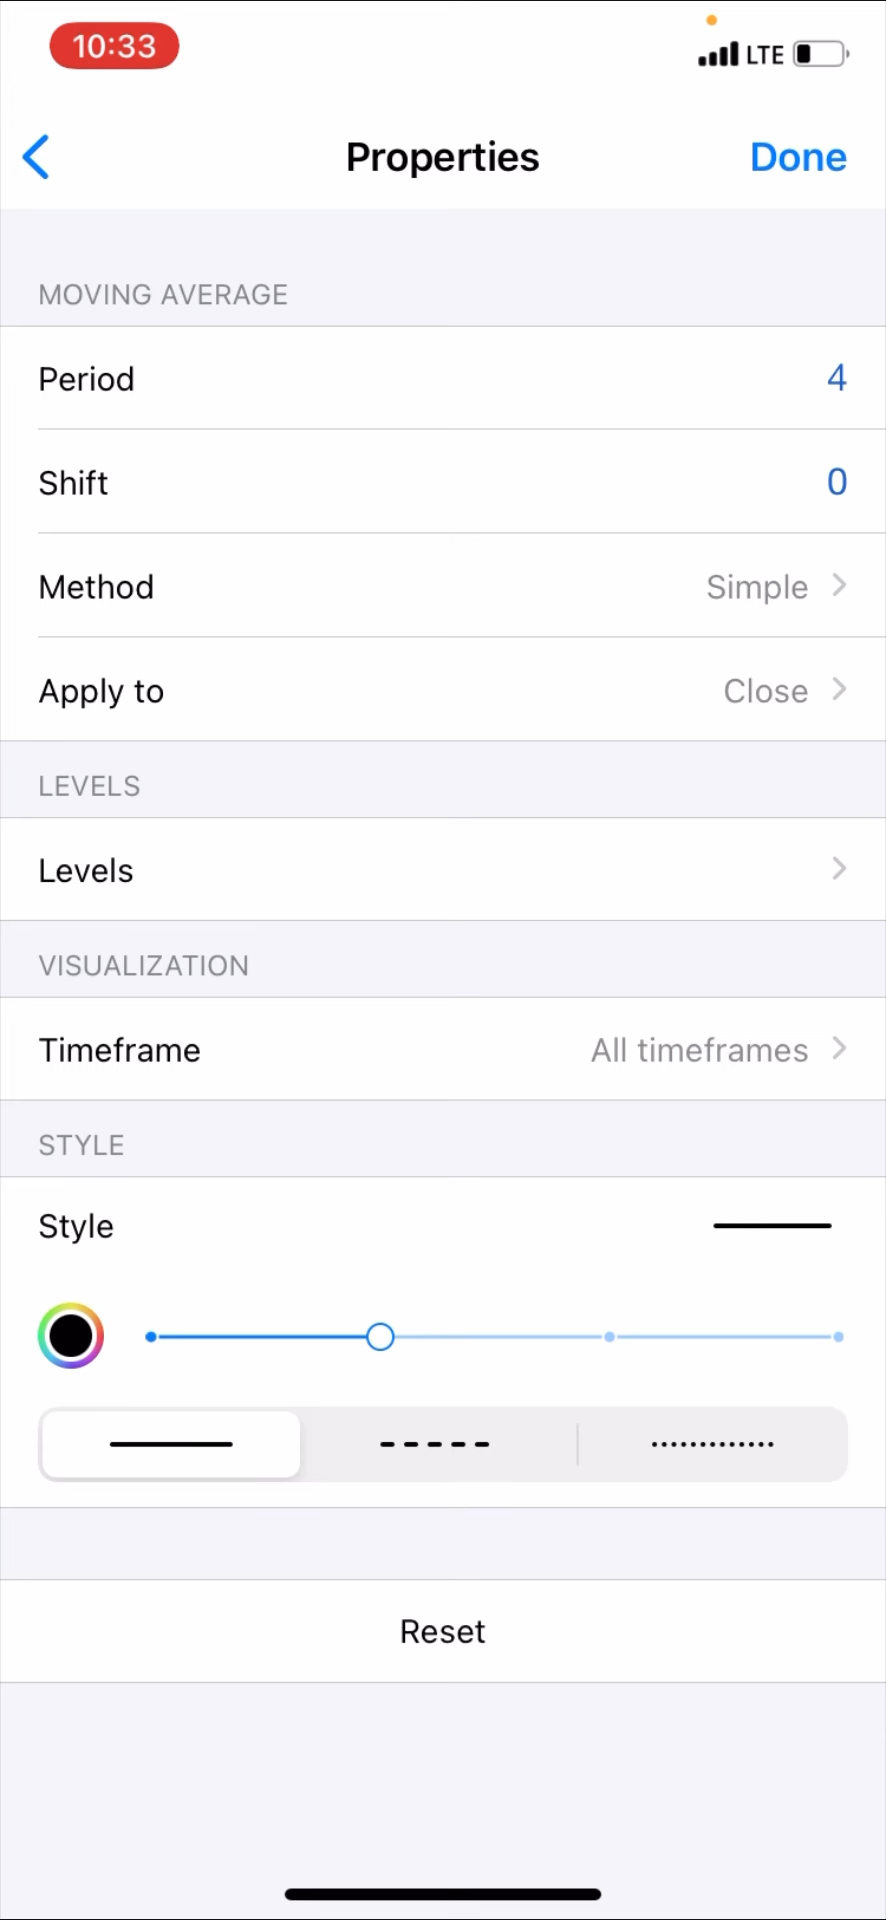 10:33
LTE
Properties
Done
MOVING AVERAGE
Period 4
Shift 0
Method Simple
Apply to Close
LEVELS
Levels
VISUALIZATION
Timeframe All timeframes
STYLE
Style
Reset